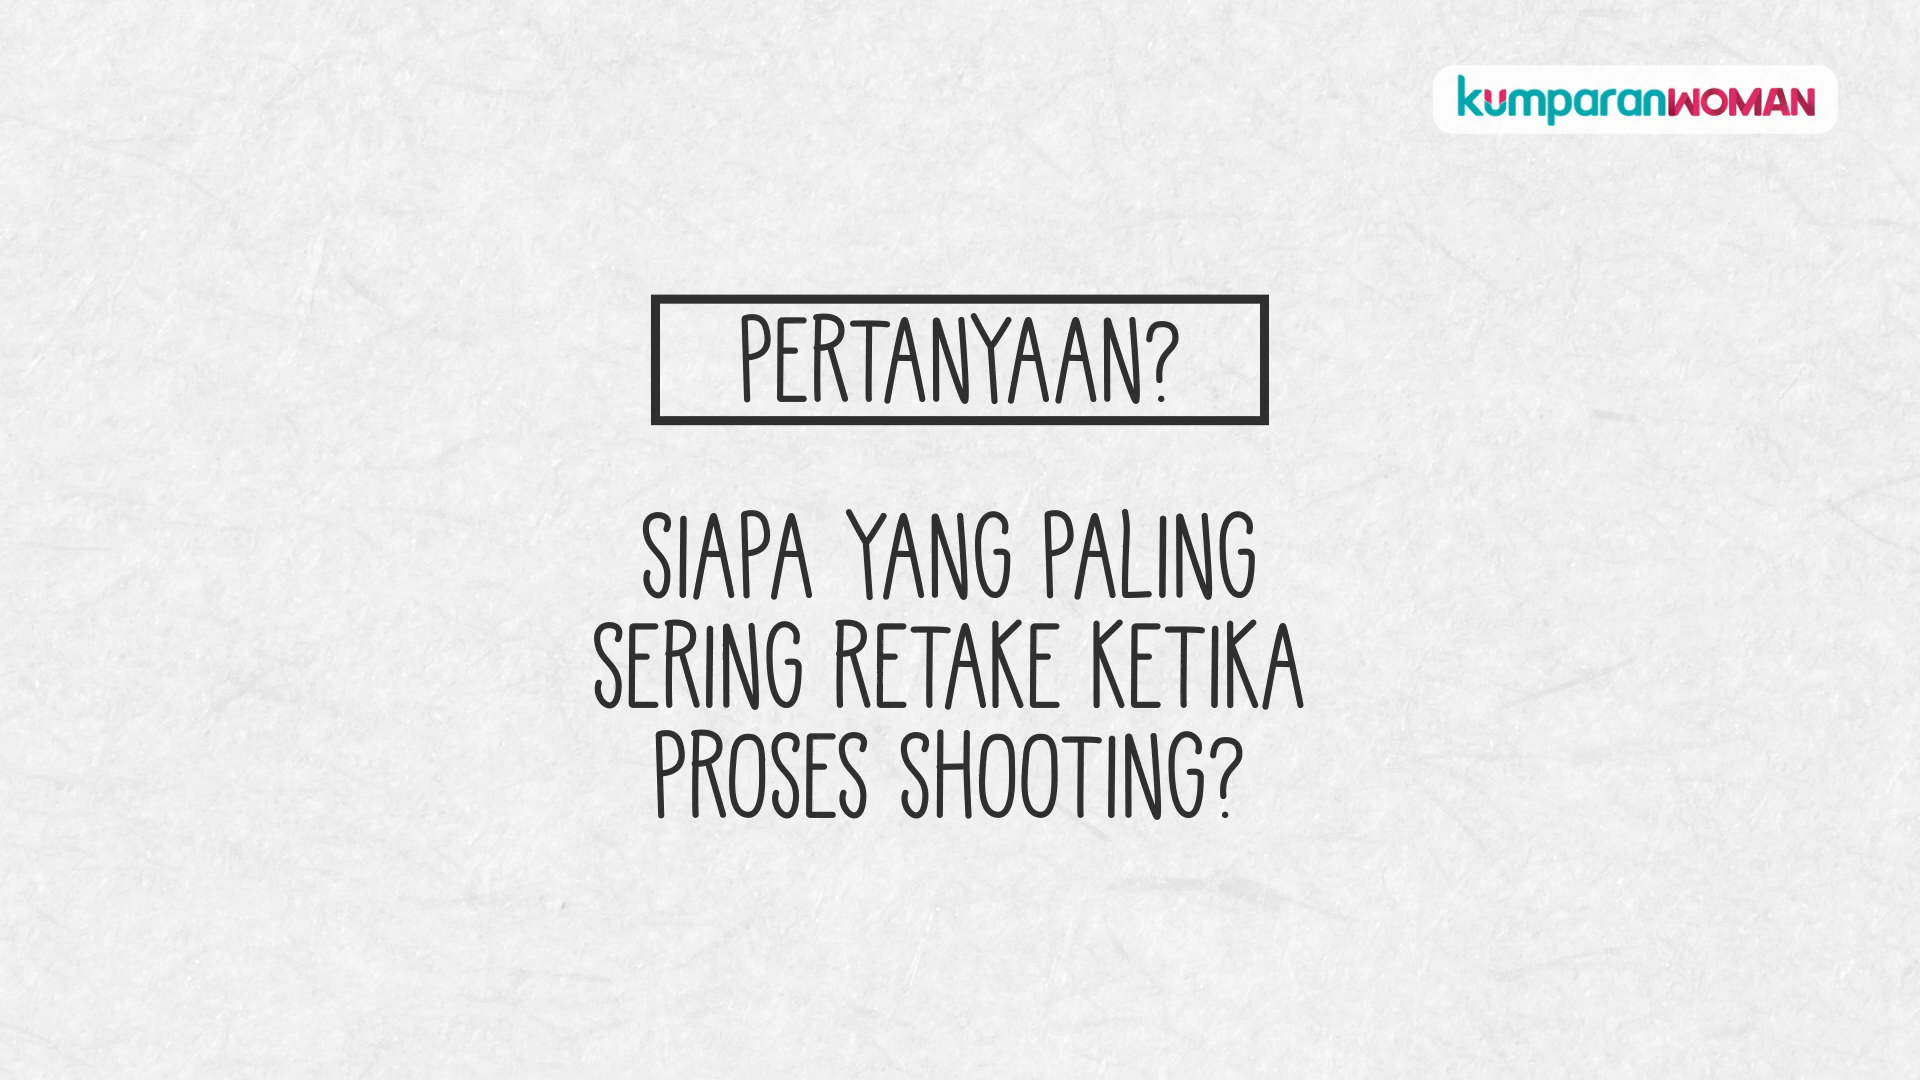 kumparanWOMAN
PERTANYAAN?
SIAPA YANG PALING
SERING RETAKE KETIKA
PROSES SHOOTING?